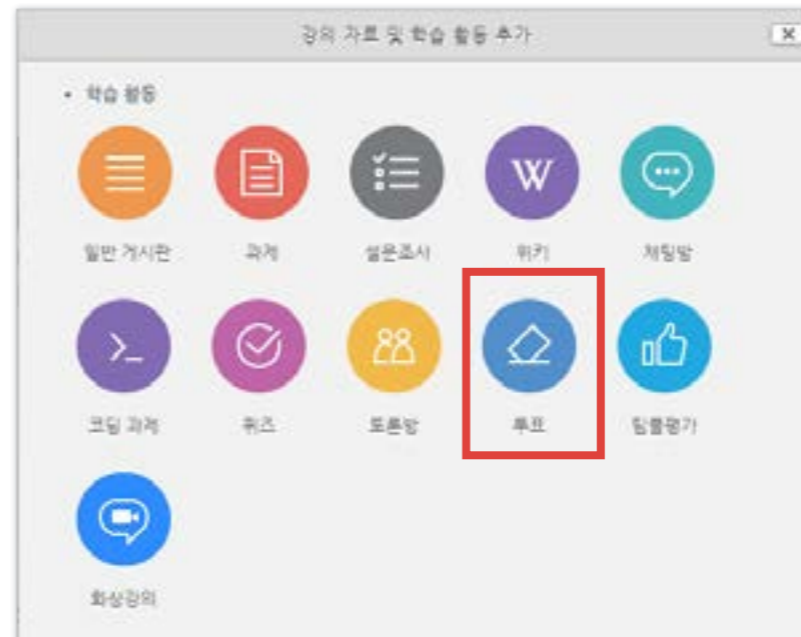 강의 자료 및 학습 활동 추가
• 학습 활동
W
일반 게시판 과제 설문조사 위키 채팅방
>_
코딩 과제 퀴즈 토론방 투표 팀플평가
화상강의